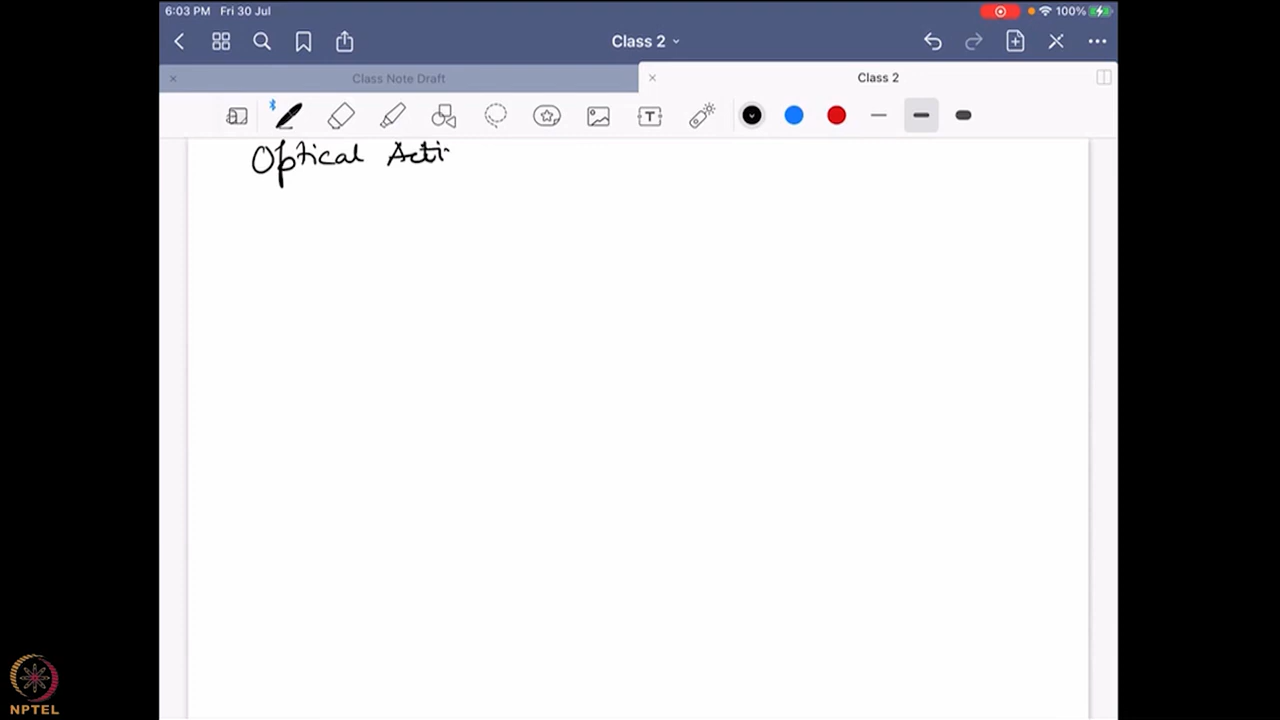 6:03 PM Fri 30 Jul 100%
Class 2
Class Note Draft Class 2
T
Optical Acti
NPTEL